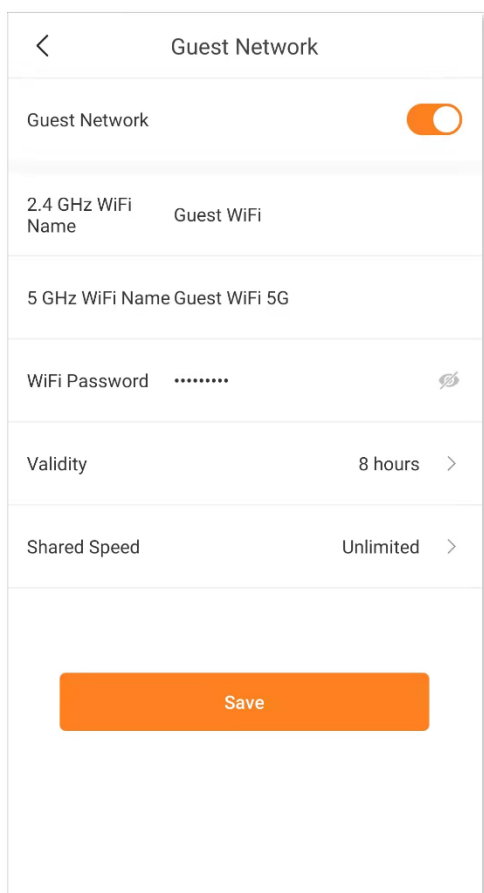 Guest Network
Guest Network
2.4 GHz WiFi
Name
Guest WiFi
5 GHz WiFi Name Guest WiFi 5G
WiFi Password •••••••••
Validity 8 hours
Shared Speed Unlimited
Save